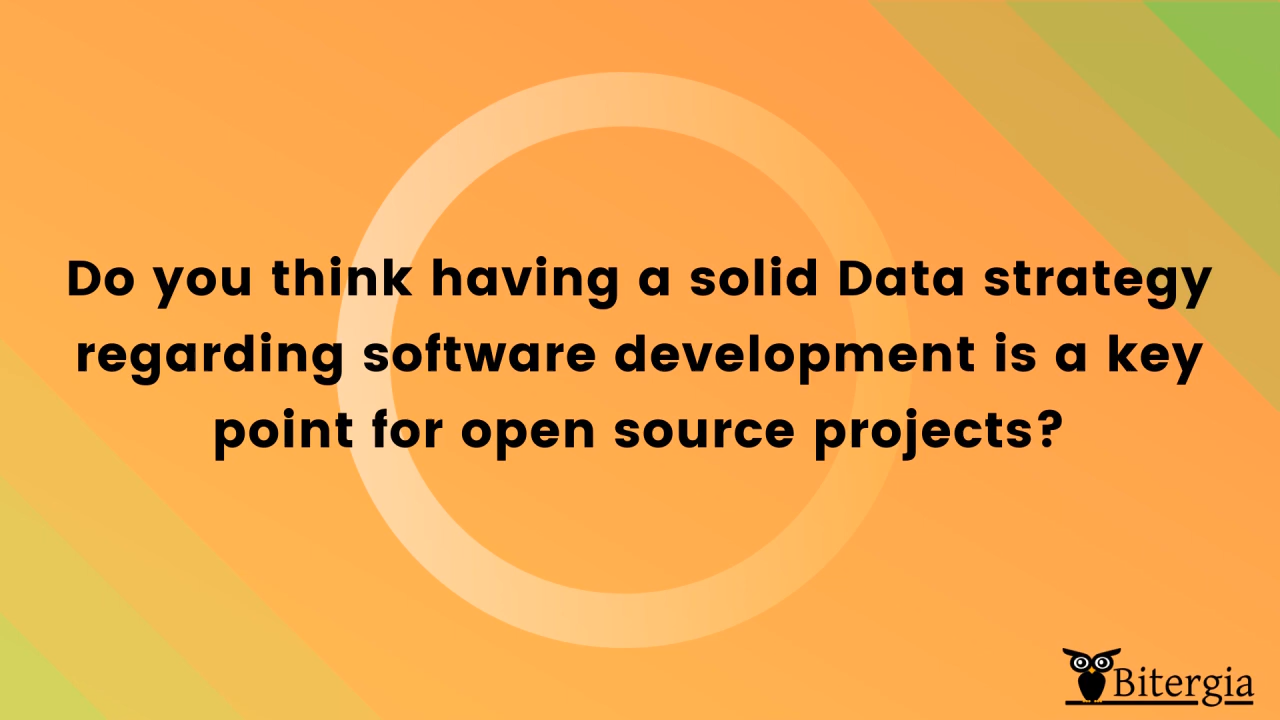 Do you think having a solid Data strategy
regarding software development is a key
point for open source projects?
Bitergia